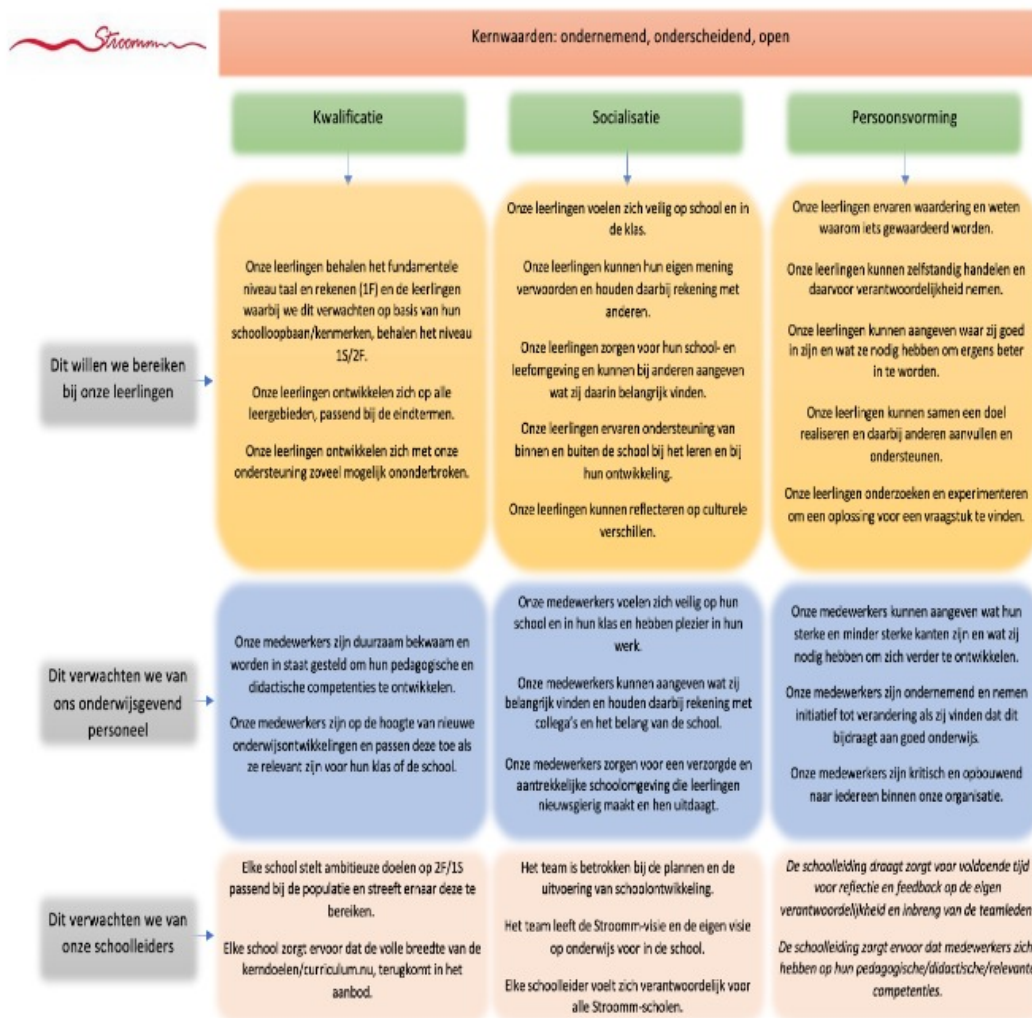 Stroomm
Kernwaarden: ondernemend, onderscheidend, open
Kwalificatie
Socialisatie
Persoonsvorming
Dit willen we bereiken
bij onze leerlingen
Onze leerlingen behalen het fundamentele
niveau taal en rekenen (1F) en de leerlingen
waarbij we dit verwachten op basis van hun
schoolloopbaan/kenmerken, behalen het niveau
1S/2F.
Onze leerlingen ontwikkelen zich op alle
leergebieden, passend bij de eindtermen.
Onze leerlingen ontwikkelen zich met onze
ondersteuning zoveel mogelijk ononderbroken.
Onze leerlingen voelen zich veilig op school en in
de klas.
Onze leerlingen kunnen hun eigen mening
verwoorden en houden daarbij rekening met
anderen.
Onze leerlingen zorgen voor hun school- en
leefomgeving en kunnen bij anderen aangeven
wat zij daarin belangrijk vinden.
Onze leerlingen ervaren ondersteuning van
binnen en buiten de school bij het leren en bij
hun ontwikkeling.
Onze leerlingen kunnen reflecteren op culturele
verschillen.
Onze leerlingen ervaren waardering en weten
waarom iets gewaardeerd worden.
Onze leerlingen kunnen zelfstandig handelen en
daarvoor verantwoordelijkheid nemen.
Onze leerlingen kunnen aangeven waar zij goed
in zijn en wat ze nodig hebben om ergens beter
in te worden.
Onze leerlingen kunnen samen een doel
realiseren en daarbij anderen aanvullen en
ondersteunen.
Onze leerlingen onderzoeken en experimenteren
om een oplossing voor een vraagstuk te vinden.
Dit verwachten we van
ons onderwijsgevend
personeel
Onze medewerkers zijn duurzaam bekwaam en
worden in staat gesteld om hun pedagogische en
didactische competenties te ontwikkelen.
Onze medewerkers zijn op de hoogte van nieuwe
onderwijsontwikkelingen en passen deze toe als
ze relevant zijn voor hun klas of de school.
Onze medewerkers voelen zich veilig op hun
school en in hun klas en hebben plezier in hun
werk.
Onze medewerkers kunnen aangeven wat zij
belangrijk vinden en houden daarbij rekening met
collega's en het belang van de school.
Onze medewerkers zorgen voor een verzorgde en
aantrekkelijke schoolomgeving die leerlingen
nieuwsgierig maakt en hen uitdaagt.
Onze medewerkers kunnen aangeven wat hun
sterke en minder sterke kanten zijn en wat zij
nodig hebben om zich verder te ontwikkelen.
Onze medewerkers zijn ondernemend en nemen
initiatief tot verandering als zij vinden dat dit
bijdraagt aan goed onderwijs.
Onze medewerkers zijn kritisch en opbouwend
naar iedereen binnen onze organisatie.
Dit verwachten we van
onze schoolleiders
Elke school stelt ambitieuze doelen op 2F/1S
passend bij de populatie en streeft ernaar deze te
bereiken.
Elke school zorgt ervoor dat de volle breedte van de
kerndoelen/curriculum.nu, terugkomt in het
aanbod.
Het team is betrokken bij de plannen en de
uitvoering van schoolontwikkeling.
Het team leeft de Stroomm-visie en de eigen visie
op onderwijs voor in de school.
Elke schoolleider voelt zich verantwoordelijk voor
alle Stroomm-scholen.
De schoolleiding draagt zorgt voor voldoende tijd
voor reflectie en feedback op de eigen
verantwoordelijkheid en inbreng van de teamleden
De schoolleiding zorgt ervoor dat medewerkers zich
hebben op hun pedagogische/didactische/relevante
competenties.